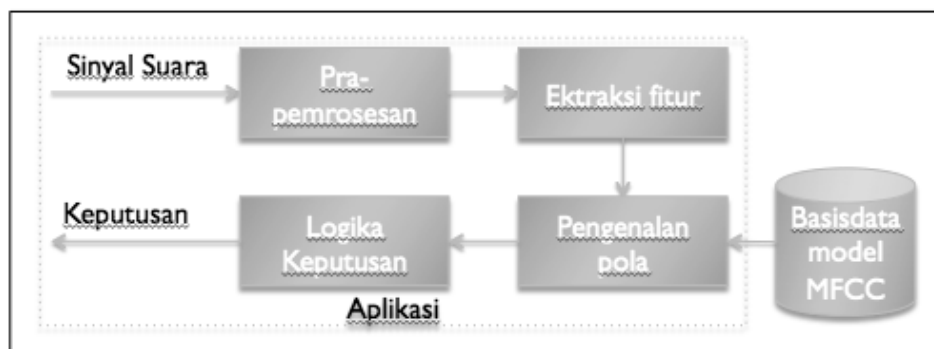 Sinyal Suara
Pra-
pemrosesan
Ektraksi fitur
Keputusan
Logika
Keputusan
Pengenalan
pola
Basisdata
model
MFCC
Aplikasi